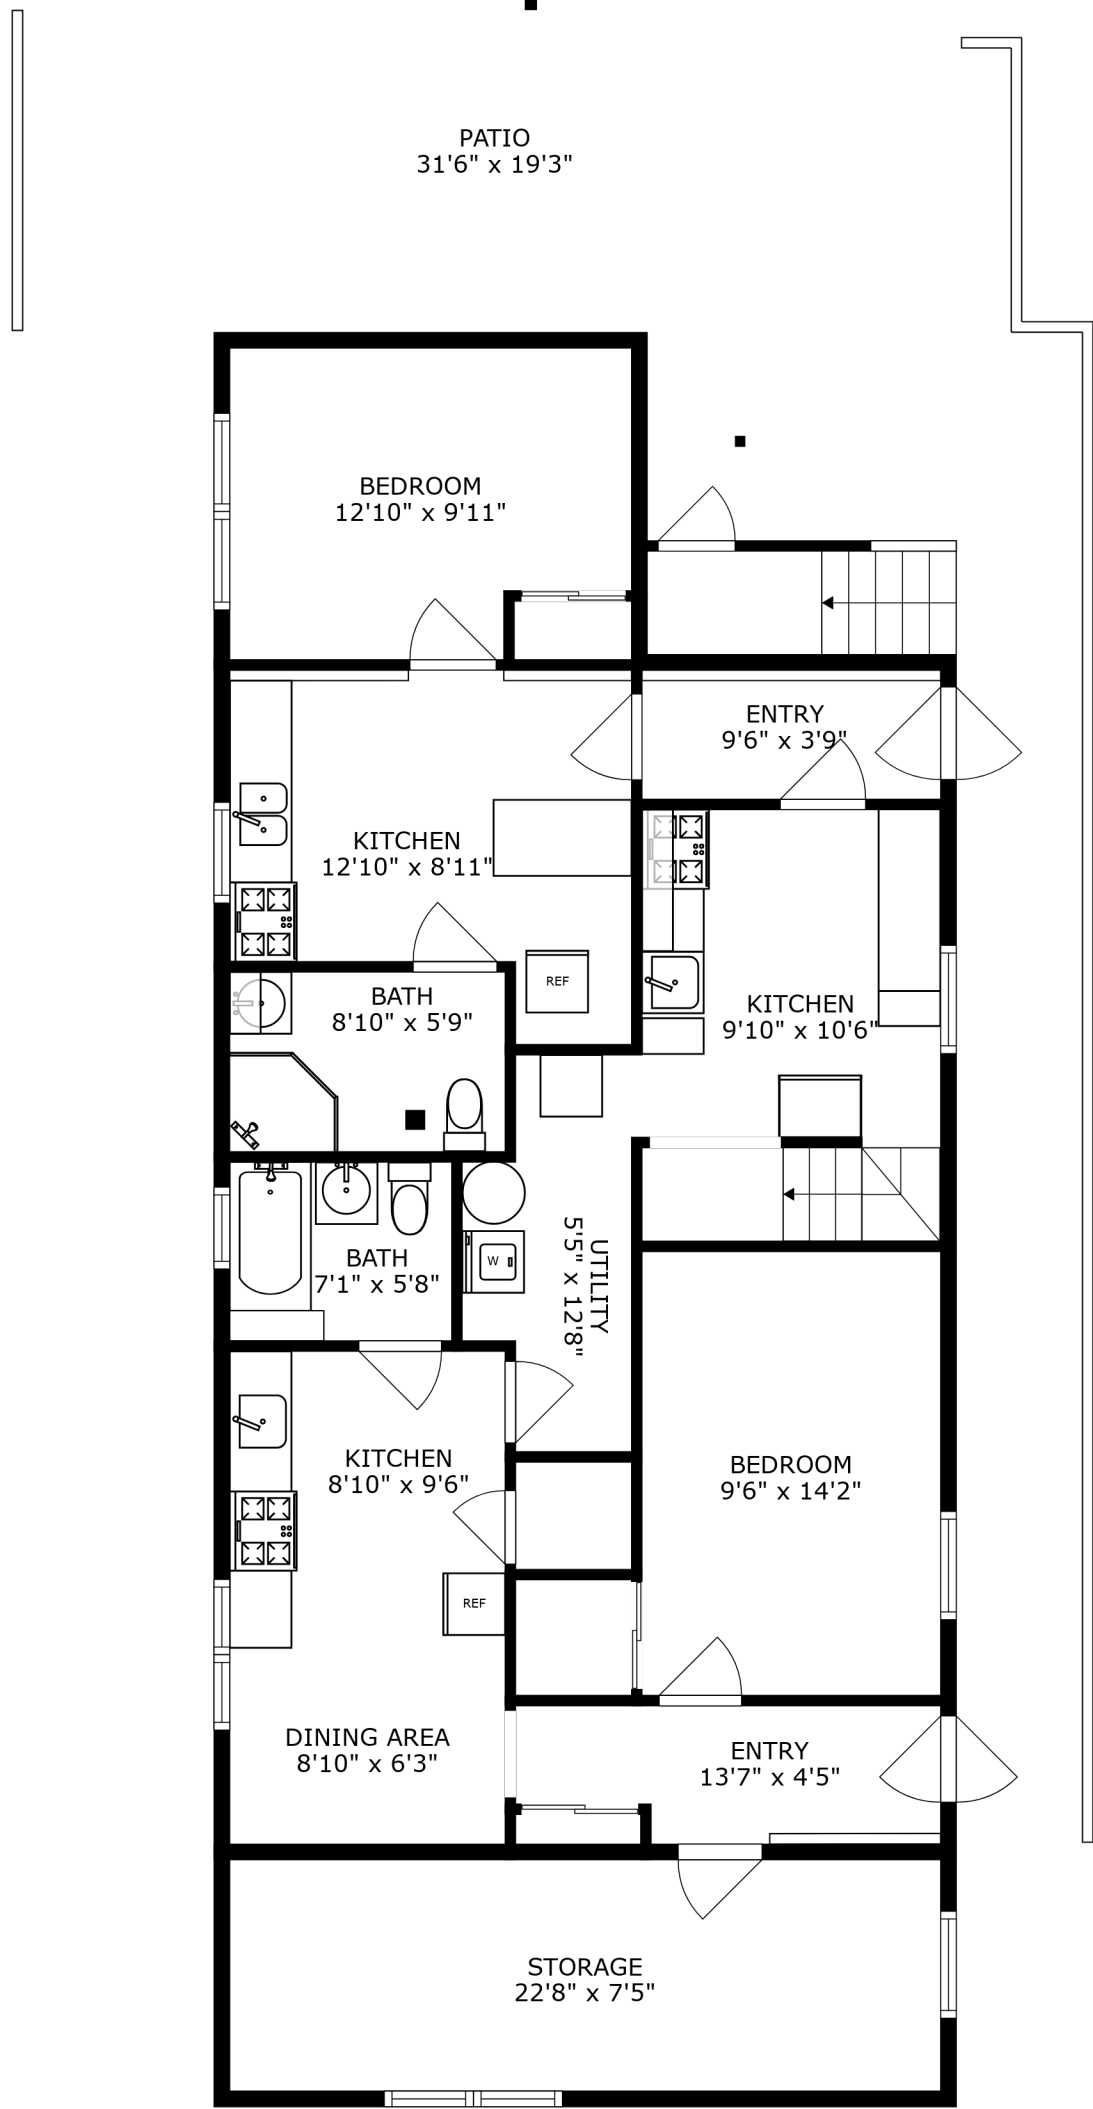 PATIO
31'6" x 19'3"
BEDROOM
12'10" x 9'11"
ENTRY
9'6" x 3'9"
KITCHEN
12'10" x 8'11"
REF
BATH
8'10" x 5'9"
KITCHEN
9'10" x 10'6"
W
UTILITY
5'5" x 12'8"
BATH
7'1" x 5'8"
KITCHEN
8'10" x 9'6"
BEDROOM
9'6" x 14'2"
REF
DINING AREA
8'10" x 6'3"
ENTRY
13'7" x 4'5"
STORAGE
22'8" x 7'5"